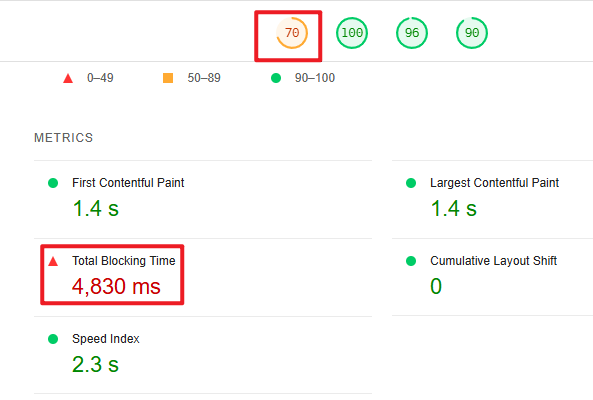 70 100 96 90
0–49 50–89 90–100
METRICS
First Contentful Paint
1.4 s
Largest Contentful Paint
1.4 s
Total Blocking Time
4,830 ms
Cumulative Layout Shift
0
Speed Index
2.3 s